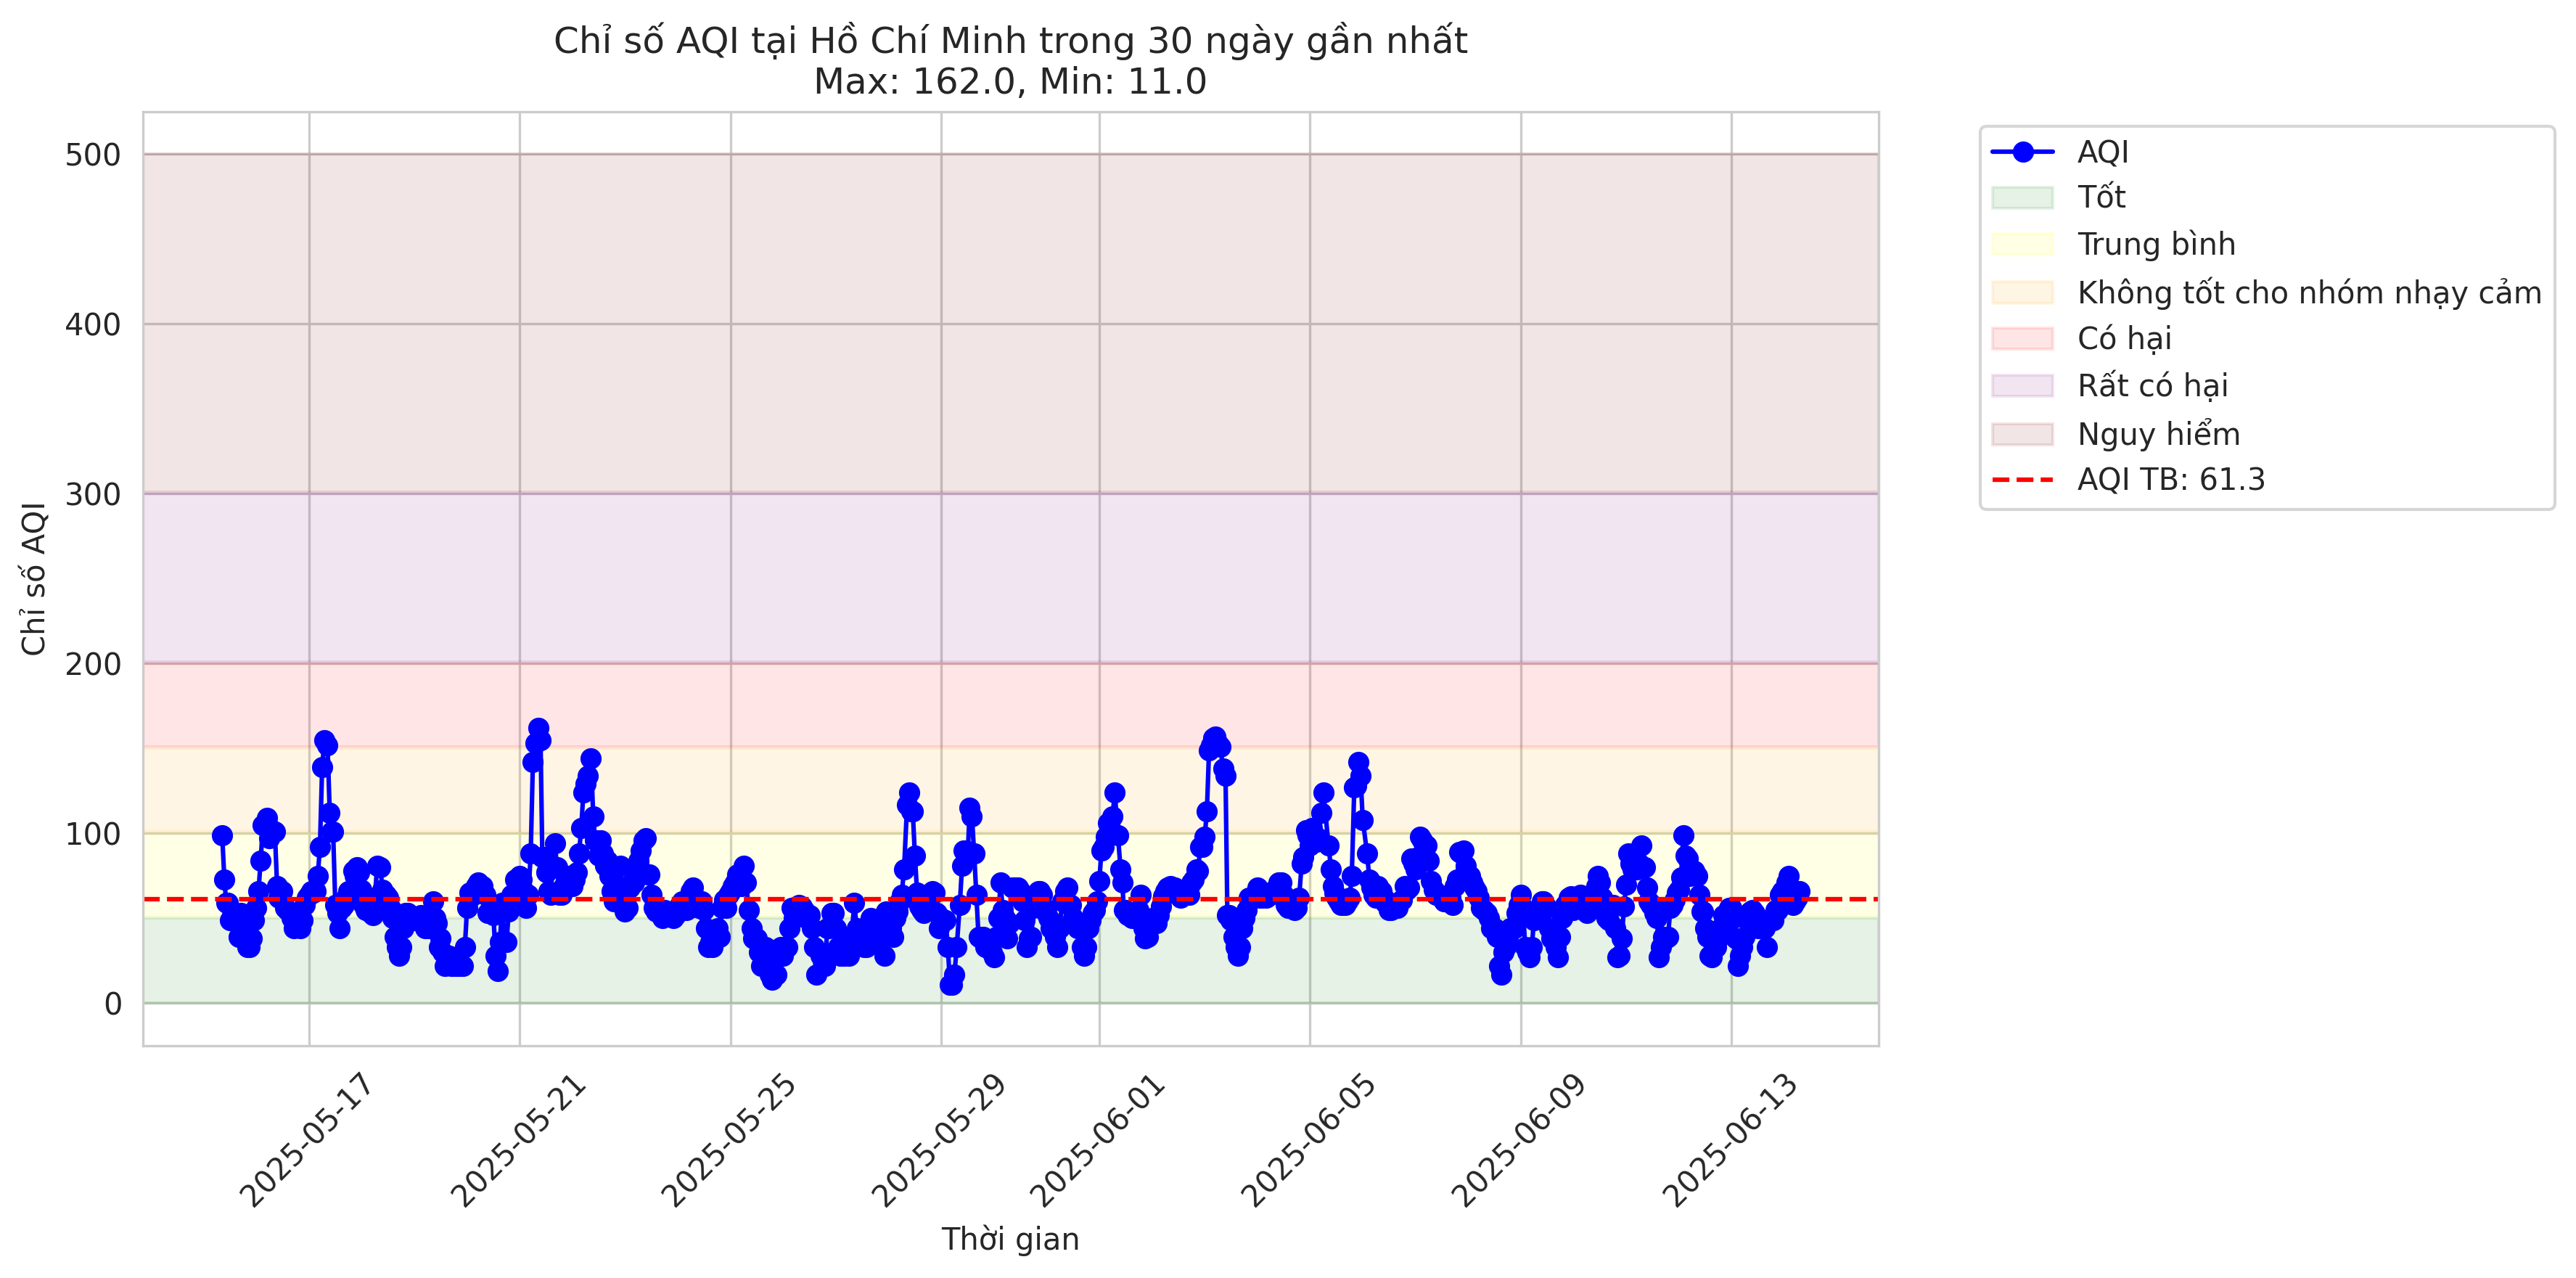 Chỉ số AQI tại Hồ Chí Minh trong 30 ngày gần nhất
Max: 162.0, Min: 11.0
Chỉ số AQI
500
400
300
200
100
0
2025-05-17
2025-05-21
2025-05-25
2025-05-29
2025-06-01
2025-06-05
2025-06-09
2025-06-13
Thời gian
AQI
Tốt
Trung bình
Không tốt cho nhóm nhạy cảm
Có hại
Rất có hại
Nguy hiểm
AQI TB: 61.3